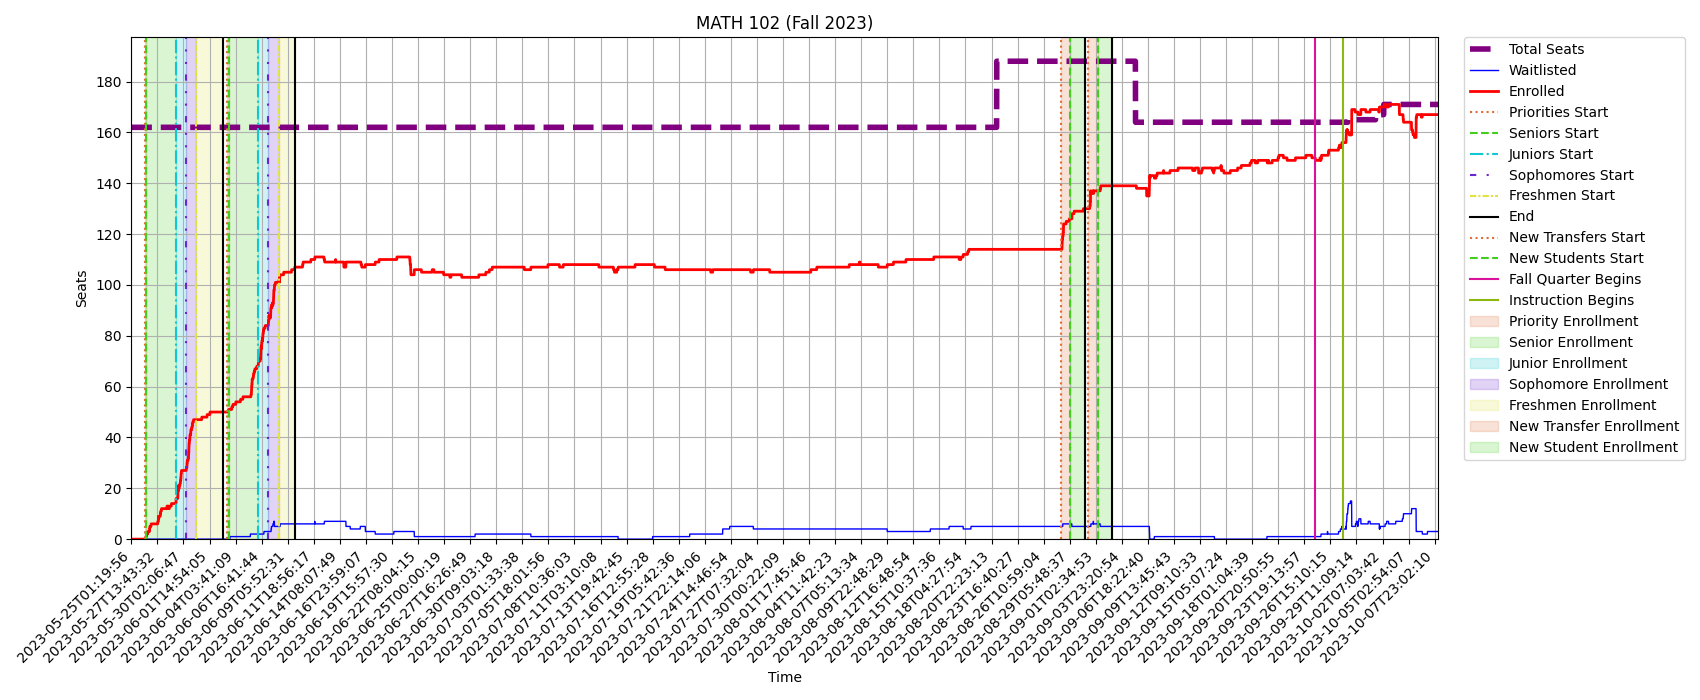 MATH 102 (Fall 2023)
Seats
180
160
140
120
100
80
60
40
20
0
2023-05-25T01:19:56
2023-05-27T13:43:32
2023-05-30T02:06:47
2023-06-01T14:54:05
2023-06-04T03:41:09
2023-06-06T16:41:44
2023-06-09T05:52:31
2023-06-11T18:56:17
2023-06-14T08:07:49
2023-06-16T23:59:07
2023-06-19T15:57:30
2023-06-22T08:04:15
2023-06-25T00:00:19
2023-06-27T16:26:49
2023-06-30T09:03:18
2023-07-03T01:33:38
2023-07-05T18:01:56
2023-07-08T10:36:03
2023-07-11T03:10:08
2023-07-13T19:42:45
2023-07-16T12:55:28
2023-07-19T05:42:36
2023-07-21T22:14:06
2023-07-24T14:46:54
2023-07-27T07:32:04
2023-07-30T00:22:09
2023-08-01T17:45:46
2023-08-04T11:42:23
2023-08-07T05:13:34
2023-08-09T22:48:29
2023-08-12T16:48:54
2023-08-15T10:37:36
2023-08-18T04:27:54
2023-08-20T22:23:13
2023-08-23T16:40:27
2023-08-26T10:59:04
2023-08-29T05:48:37
2023-09-01T02:34:53
2023-09-03T23:20:54
2023-09-06T18:22:40
2023-09-09T13:45:43
2023-09-12T09:10:33
2023-09-15T05:07:24
2023-09-18T01:04:39
2023-09-20T20:50:55
2023-09-23T19:13:57
2023-09-26T15:10:15
2023-09-29T11:09:14
2023-10-02T07:03:42
2023-10-05T02:54:07
2023-10-07T23:02:10
Time
Total Seats
Waitlisted
Enrolled
Priorities Start
Seniors Start
Juniors Start
Sophomores Start
Freshmen Start
End
New Transfers Start
New Students Start
Fall Quarter Begins
Instruction Begins
Priority Enrollment
Senior Enrollment
Junior Enrollment
Sophomore Enrollment
Freshmen Enrollment
New Transfer Enrollment
New Student Enrollment